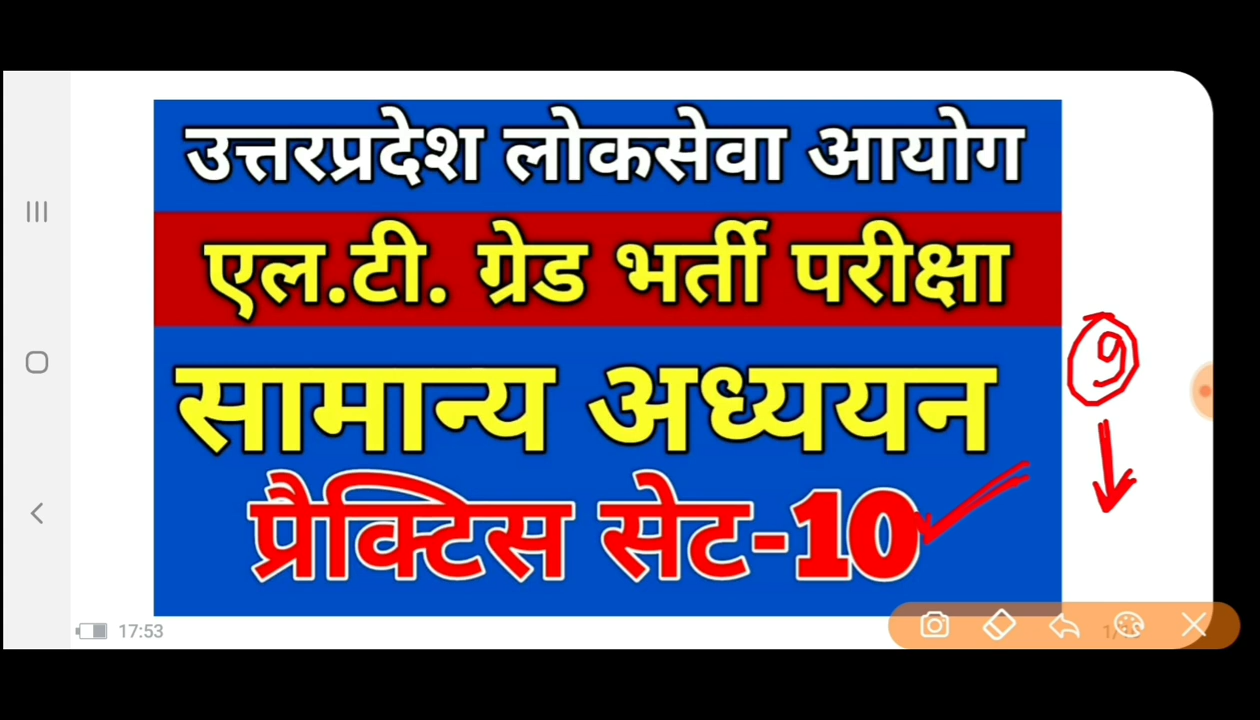 उत्तरप्रदेश लोकसेवा आयोग
एल.टी. ग्रेड भर्ती परीक्षा
सामान्य अध्ययन
प्रैक्टिस सेट-10
9
17:53